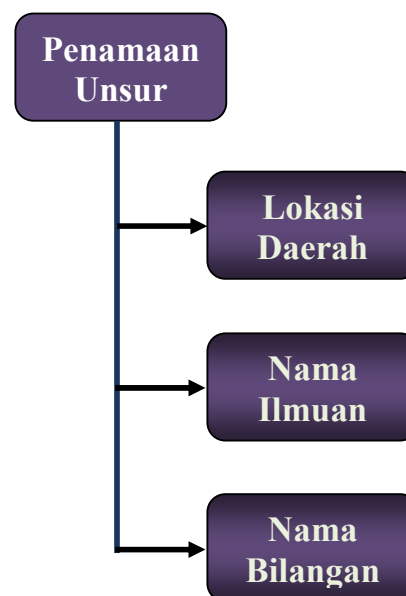 Penamaan
Unsur
Lokasi
Daerah
Nama
Ilmuan
Nama
Bilangan